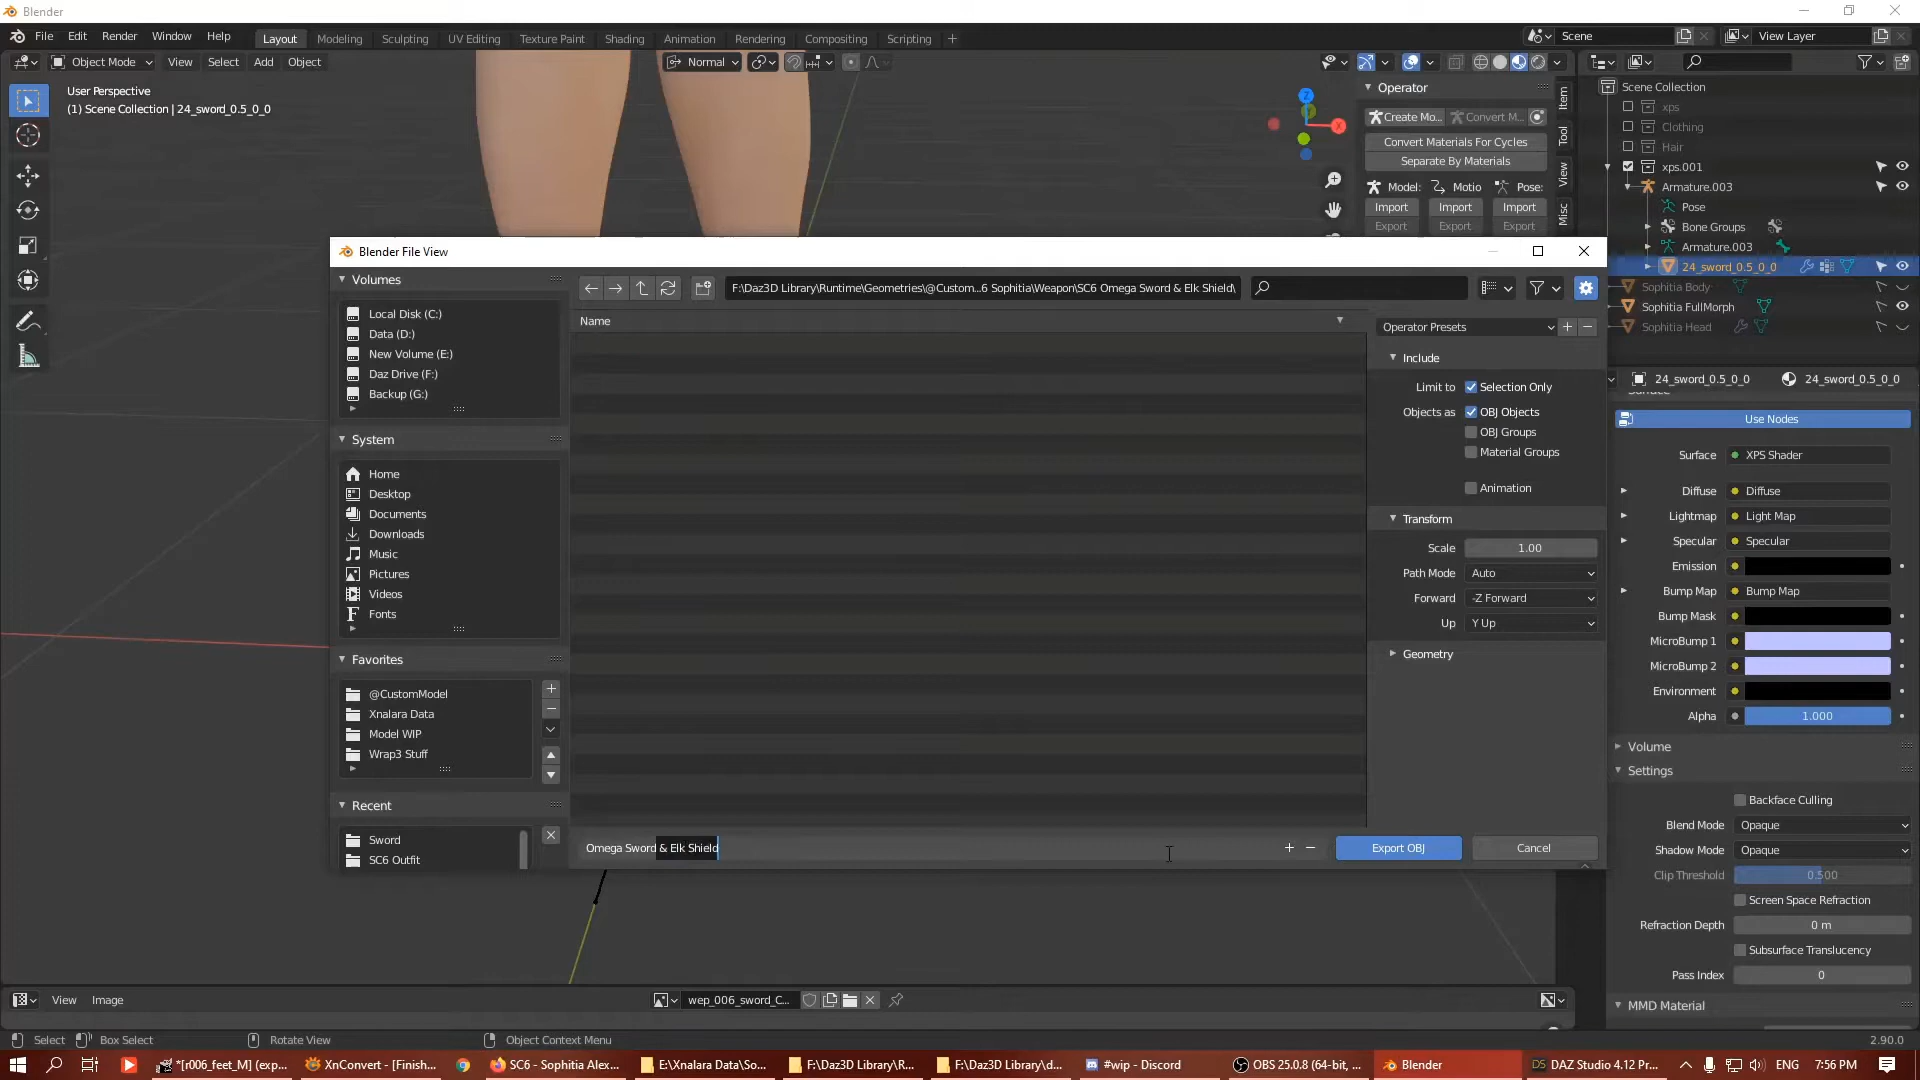 Blender
File Edit Render Window Help
Layout Modeling Sculpting UV Editing Texture Paint Shading Animation Rendering Compositing Scripting
Scene
View Layer
Object Mode View Select Add Object
Normal
User Perspective
(1) Scene Collection | 24_sword_0.5_0_0
Operator
Create Mo... Convert M...
Convert Materials For Cycles
Separate By Materials
Model: Motio Pose:
Import Import Import
Export Export Export
Item
Tool
View
Misc
Z
X
Scene Collection
xps
Clothing
Hair
xps.001
Armature.003
Pose
Bone Groups
Armature.003
24_sword_0.5_0_0
Sophitia Body
Sophitia FullMorph
Sophitia Head
Blender File View
Volumes
Local Disk (C:)
Data (D:)
New Volume (E:)
Daz Drive (F:)
Backup (G:)
System
Home
Desktop
Documents
Downloads
Music
Pictures
Videos
Fonts
Favorites
@CustomModel
Xnalara Data
Model WIP
Wrap3 Stuff
Recent
Sword
SC6 Outfit
F:\Daz3D Library\Runtime\Geometries\@Custom...6 Sophitia\Weapon\SC6 Omega Sword & Elk Shield\
Name
Operator Presets
Include
Limit to Selection Only
Objects as OBJ Objects
OBJ Groups
Material Groups
Animation
Transform
Scale 1.00
Path Mode Auto
Forward -Z Forward
Up Y Up
Geometry
Omega Sword & Elk Shield
Export OBJ
Cancel
24_sword_0.5_0_0 24_sword_0.5_0_0
Use Nodes
Surface XPS Shader
Diffuse Diffuse
Lightmap Light Map
Specular Specular
Emission
Bump Map Bump Map
Bump Mask
MicroBump 1
MicroBump 2
Environment
Alpha 1.000
Volume
Settings
Backface Culling
Blend Mode Opaque
Shadow Mode Opaque
Clip Threshold 0.500
Screen Space Refraction
Refraction Depth 0 m
Subsurface Translucency
Pass Index 0
MMD Material
View Image
wep_006_sword_C...
Select Box Select Rotate View Object Context Menu
2.90.0
*[r006_feet_M] (exp... XnConvert - [Finish... SC6 - Sophitia Alex... E:\Xnalara Data\So... F:\Daz3D Library\R... F:\Daz3D Library\d... #wip - Discord OBS 25.0.8 (64-bit, ... Blender DAZ Studio 4.12 Pr... ENG 7:56 PM